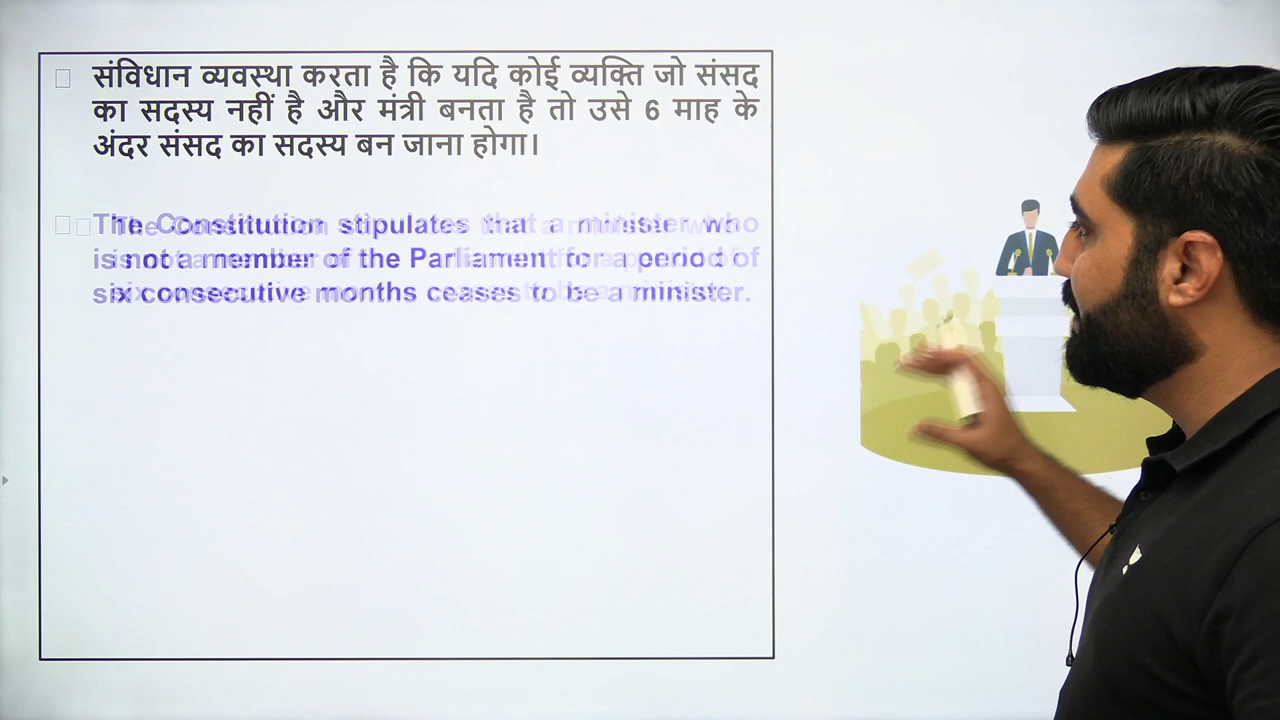 संविधान व्यवस्था करता है कि यदि कोई व्यक्ति जो संसद
का सदस्य नहीं है और मंत्री बनता है तो उसे 6 माह के
अंदर संसद का सदस्य बन जाना होगा।
The Constitution stipulates that a minister who
is not a member of the Parliament for a period of
six consecutive months ceases to be a minister.